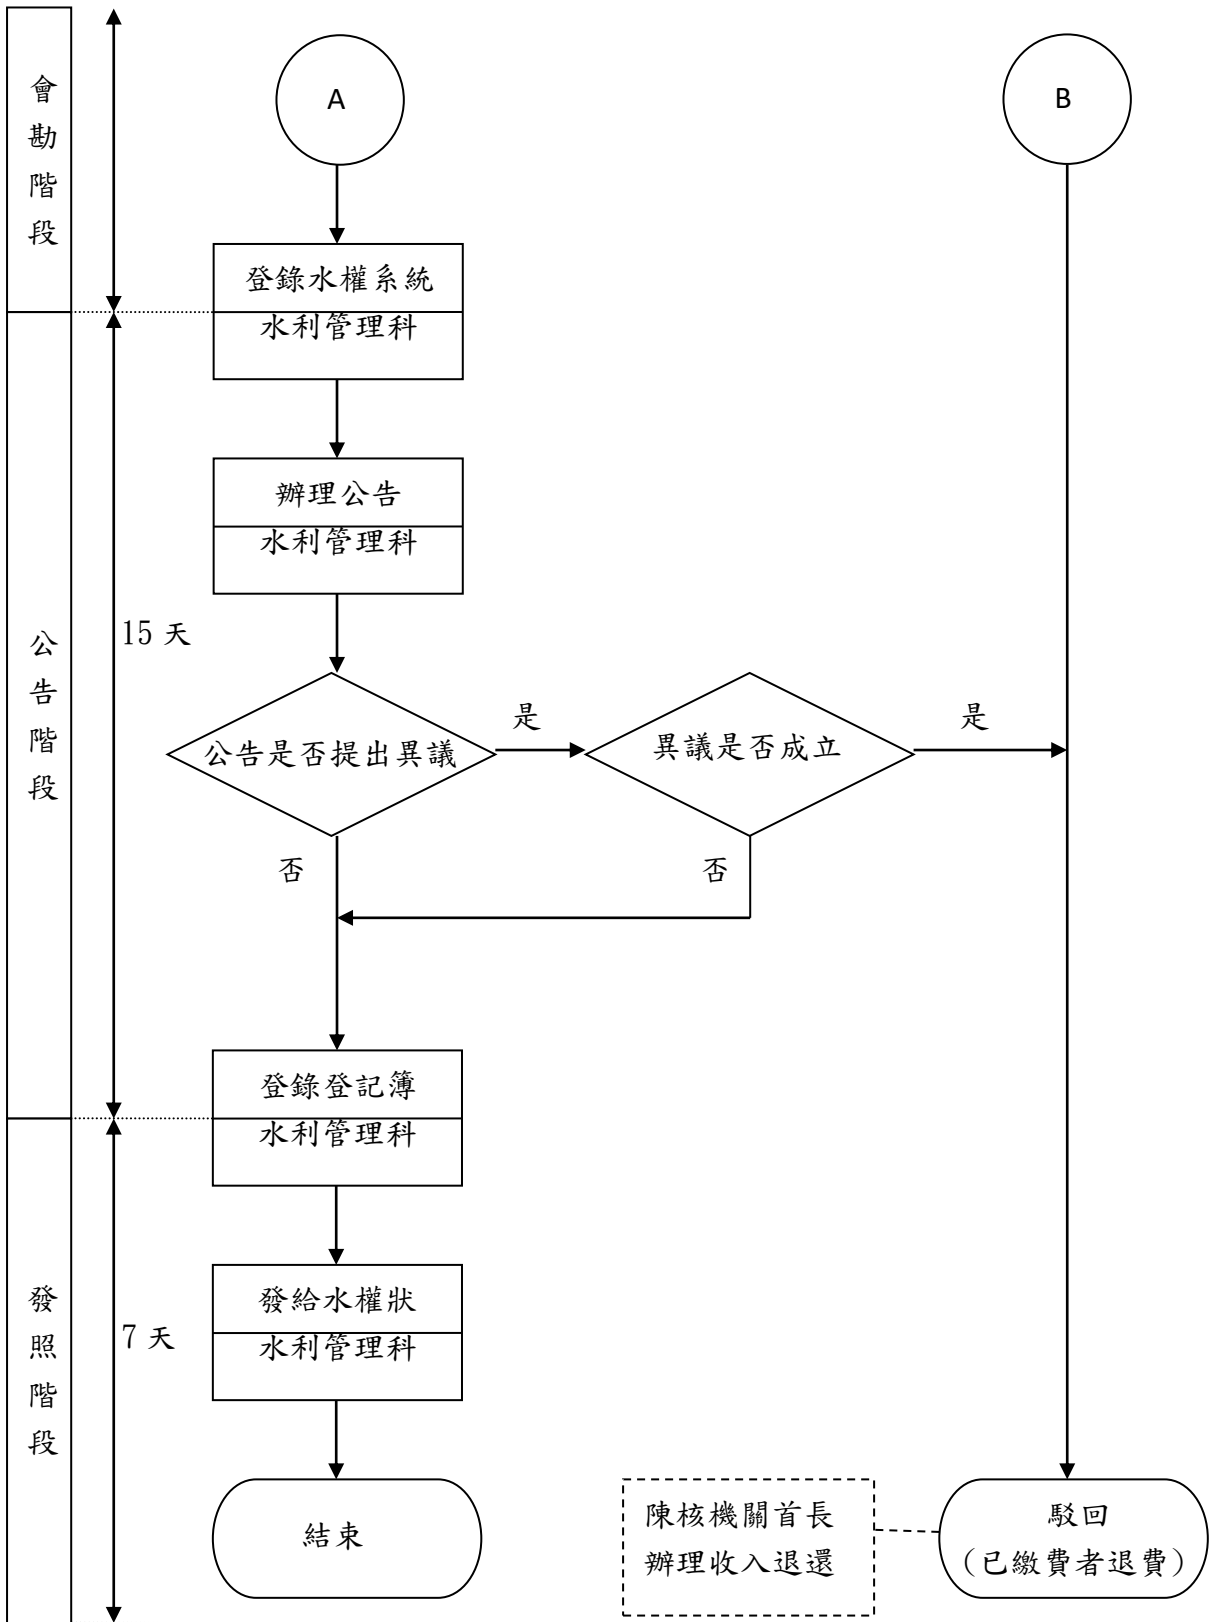 會勘階段
A
B
登錄水權系統
水利管理科
辦理公告
水利管理科
公告階段
15 天
公告是否提出異議
是
異議是否成立
是
否
否
登錄登記簿
水利管理科
發照階段
7 天
發給水權狀
水利管理科
結束
陳核機關首長
辦理收入退還
駁回
(已繳費者退費)